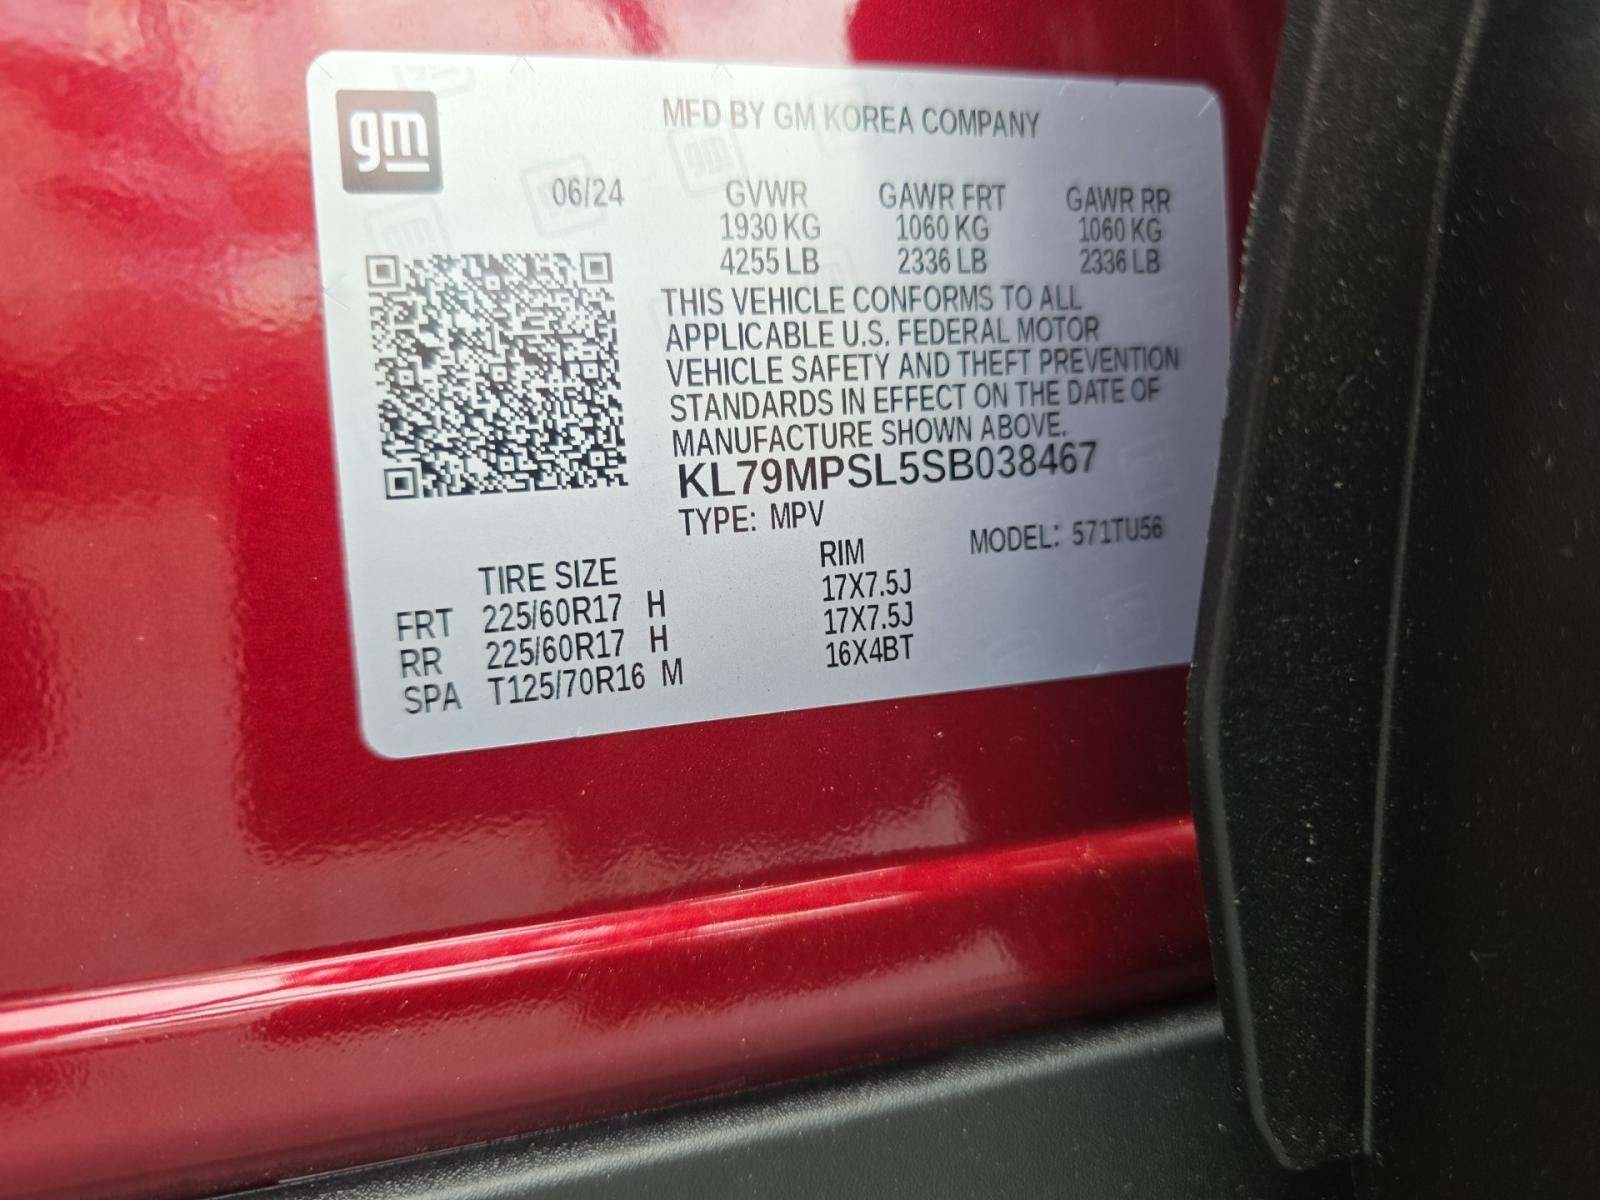 gm
MFD BY GM KOREA COMPANY
06/24 GVWR GAWR FRT GAWR RR
1930 KG 1060 KG 1060 KG
4255 LB 2336 LB 2336 LB
THIS VEHICLE CONFORMS TO ALL
APPLICABLE U.S. FEDERAL MOTOR
VEHICLE SAFETY AND THEFT PREVENTION
STANDARDS IN EFFECT ON THE DATE OF
MANUFACTURE SHOWN ABOVE.
KL79MPSL5SB038467
TYPE: MPV MODEL: 571TU56
TIRE SIZE RIM
FRT 225/60R17 H 17X7.5J
RR 225/60R17 H 17X7.5J
SPA T125/70R16 M 16X4BT